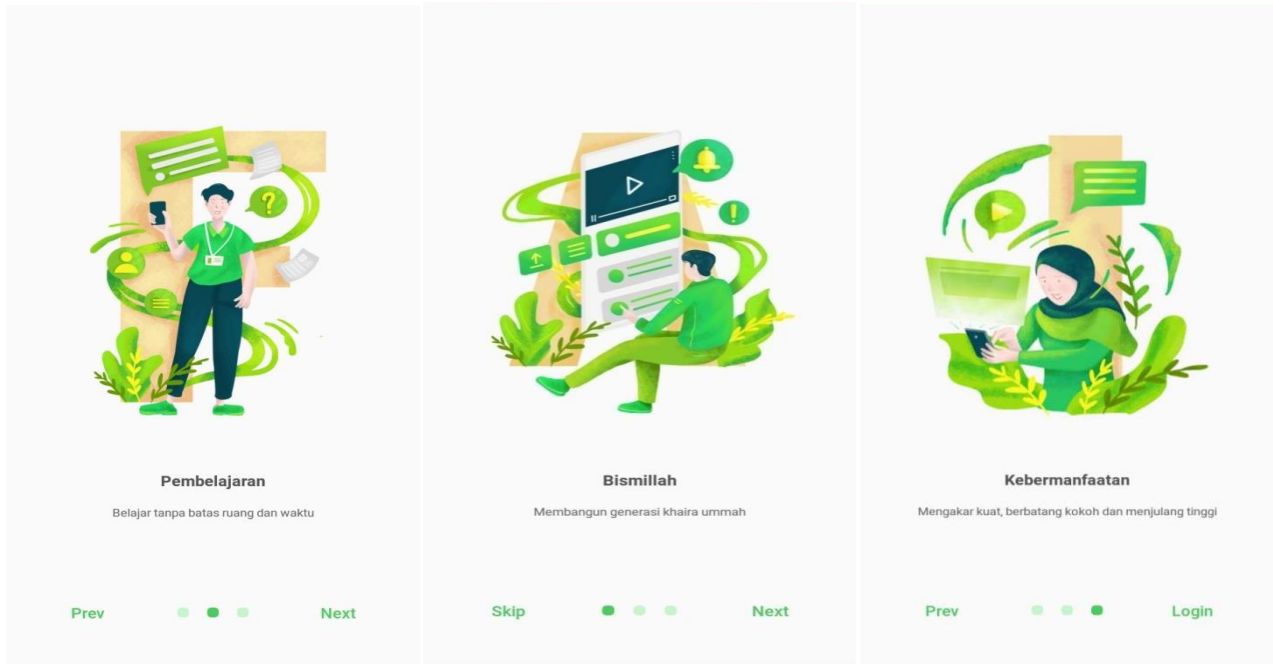 Pembelajaran
Belajar tanpa batas ruang dan waktu
Prev
Next
Bismillah
Membangun generasi khaira ummah
Skip
Next
Kebermanfaatan
Mengakar kuat, berbatang kokoh dan menjulang tinggi
Prev
Login